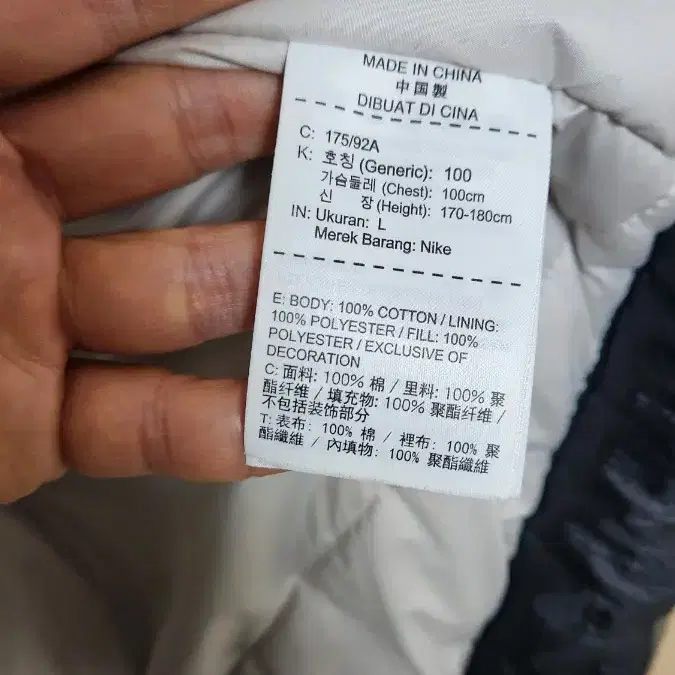 MADE IN CHINA
中国製
DIBUAT DI CINA
C: 175/92A
K: 호칭 (Generic): 100
가슴둘레 (Chest): 100cm
신 장 (Height): 170-180cm
IN: Ukuran: L
Merek Barang: Nike
E: BODY: 100% COTTON / LINING:
100% POLYESTER / FILL: 100%
POLYESTER / EXCLUSIVE OF
DECORATION
C: 面料: 100% 棉 / 里料: 100% 聚
酯纤维 / 填充物: 100% 聚酯纤维 /
不包括装饰部分
T: 表布: 100% 棉 / 裡布: 100% 聚
酯纖維 / 內填物: 100% 聚酯纖維